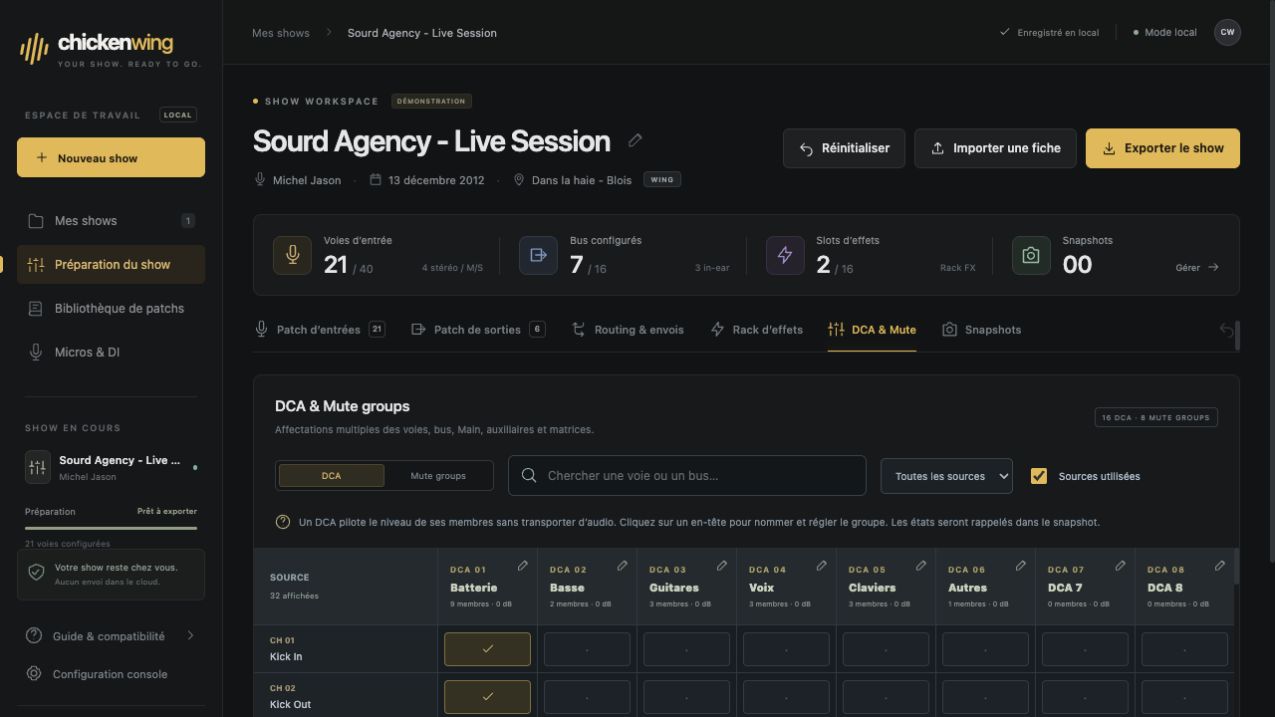 chickenwing
YOUR SHOW. READY TO GO.
ESPACE DE TRAVAIL LOCAL
+ Nouveau show
Mes shows 1
Préparation du show
Bibliothèque de patchs
Micros & DI
SHOW EN COURS
Sourd Agency - Live ...
Michel Jason
Préparation Prêt à exporter
21 voies configurées
Votre show reste chez vous.
Aucun envoi dans le cloud.
Guide & compatibilité
Configuration console
Mes shows > Sourd Agency - Live Session
Enregistré en local
Mode local
CW
SHOW WORKSPACE DÉMONSTRATION
Sourd Agency - Live Session
Michel Jason · 13 décembre 2012 · Dans la haie - Blois WING
Réinitialiser
Importer une fiche
Exporter le show
Voies d'entrée
21 / 40 4 stéréo / M/S
Bus configurés
7 / 16 3 in-ear
Slots d'effets
2 / 16 Rack FX
Snapshots
00 Gérer →
Patch d'entrées 21
Patch de sorties 6
Routing & envois
Rack d'effets
DCA & Mute
Snapshots
DCA & Mute groups
Affectations multiples des voies, bus, Main, auxiliaires et matrices.
16 DCA · 8 MUTE GROUPS
DCA Mute groups
Chercher une voie ou un bus...
Toutes les sources
Sources utilisées
Un DCA pilote le niveau de ses membres sans transporter d'audio. Cliquez sur un en-tête pour nommer et régler le groupe. Les états seront rappelés dans le snapshot.
SOURCE
32 affichées
DCA 01
Batterie
9 membres · 0 dB
DCA 02
Basse
2 membres · 0 dB
DCA 03
Guitares
3 membres · 0 dB
DCA 04
Voix
3 membres · 0 dB
DCA 05
Claviers
3 membres · 0 dB
DCA 06
Autres
1 membres · 0 dB
DCA 07
DCA 7
0 membres · 0 dB
DCA 08
DCA 8
0 membres · 0 dB
CH 01
Kick In
✓ · · · · · · ·
CH 02
Kick Out
✓ · · · · · · ·